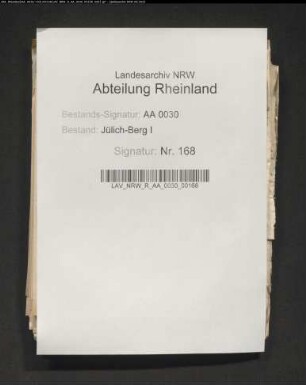 Landesarchiv NRW
Abteilung Rheinland
Bestands-Signatur: AA 0030
Bestand: Jülich-Berg I
Signatur: Nr. 168
LAV_NRW_R_AA_0030_00168